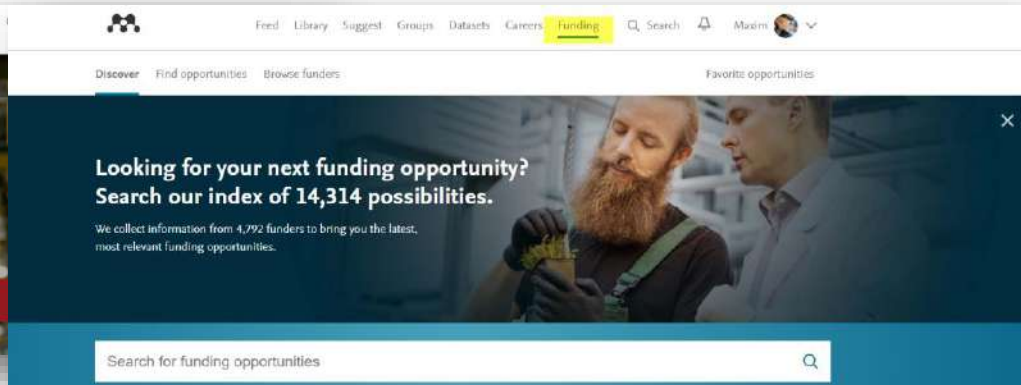 Feed Library Suggest Groups Datasets Careers Funding Search Maxim
Discover Find opportunities Browse funders Favorite opportunities
Looking for your next funding opportunity?
Search our index of 14,314 possibilities.
We collect information from 4,792 funders to bring you the latest,
most relevant funding opportunities.
Search for funding opportunities